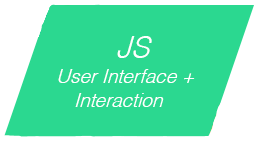 JS
User Interface +
Interaction